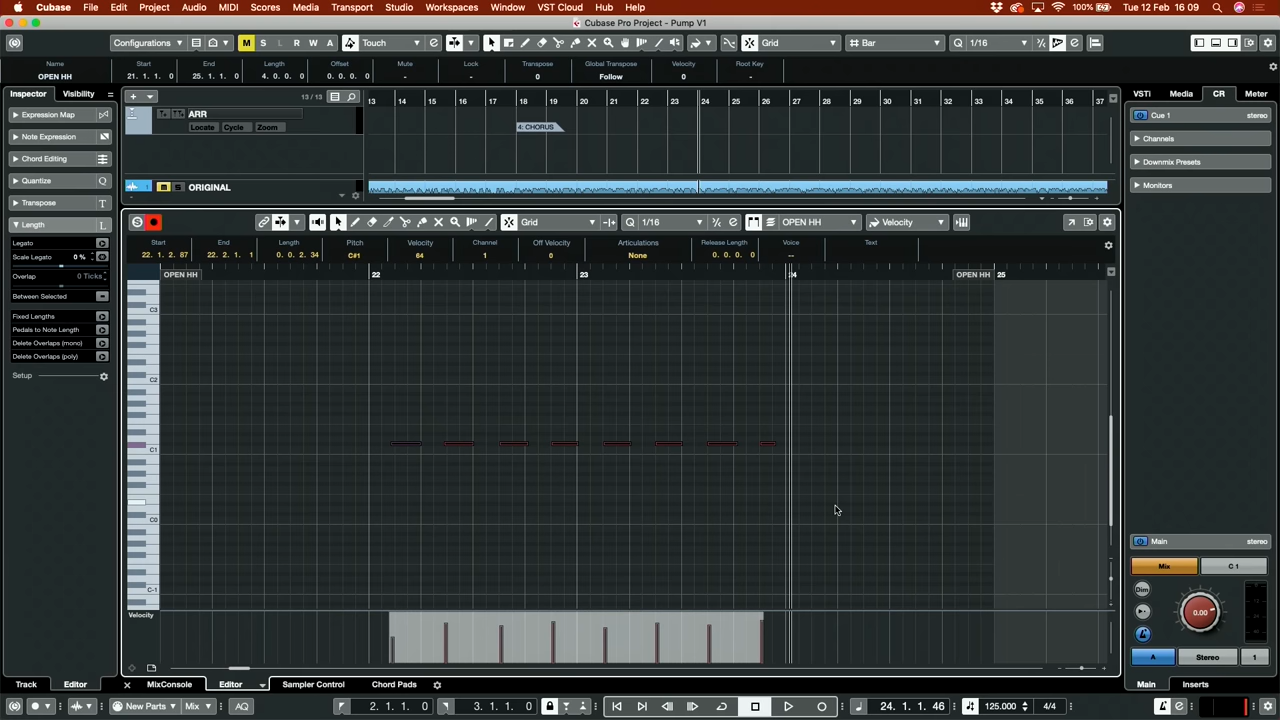 Cubase File Edit Project Audio MIDI Scores Media Transport Studio Workspaces Window VST Cloud Hub Help 100% Tue 12 Feb 16 09
Cubase Pro Project - Pump V1
Configurations M S L R W A Touch Grid Bar Q 1/16
Name Start End Length Offset Mute Lock Transpose Global Transpose Velocity Root Key
OPEN HH 21. 1. 1. 0 25. 1. 1. 0 4. 0. 0. 0 0. 0. 0. 0 - - 0 Follow 0 -
Inspector Visibility 13 / 13 13 14 15 16 17 18 19 20 21 22 23 24 25 26 27 28 29 30 31 32 33 34 35 36 37 VSTi Media CR Meter
Expression Map ARR Cue 1 stereo
Locate Cycle Zoom 4: CHORUS
Note Expression Channels
Chord Editing Downmix Presets
Quantize Q 1 M S ORIGINAL Monitors
Transpose T
Length L S Grid Q 1/16 OPEN HH Velocity
Legato Start End Length Pitch Velocity Channel Off Velocity Articulations Release Length Voice Text
Scale Legato 0 % 22. 1. 2. 87 22. 2. 1. 1 0. 0. 2. 34 C#1 64 1 0 None 0. 0. 0. 0 --
Overlap 0 Ticks OPEN HH 22 23 24 OPEN HH 25
Between Selected
Fixed Lengths C3
Pedals to Note Length
Delete Overlaps (mono)
Delete Overlaps (poly)
Setup C2
C1
C0
Main stereo
Mix C 1
C-1 Dim 0.00
Velocity
A Stereo 1
Track Editor MixConsole Editor Sampler Control Chord Pads Main Inserts
New Parts Mix AQ 2. 1. 1. 0 3. 1. 1. 0 24. 1. 1. 46 125.000 4/4